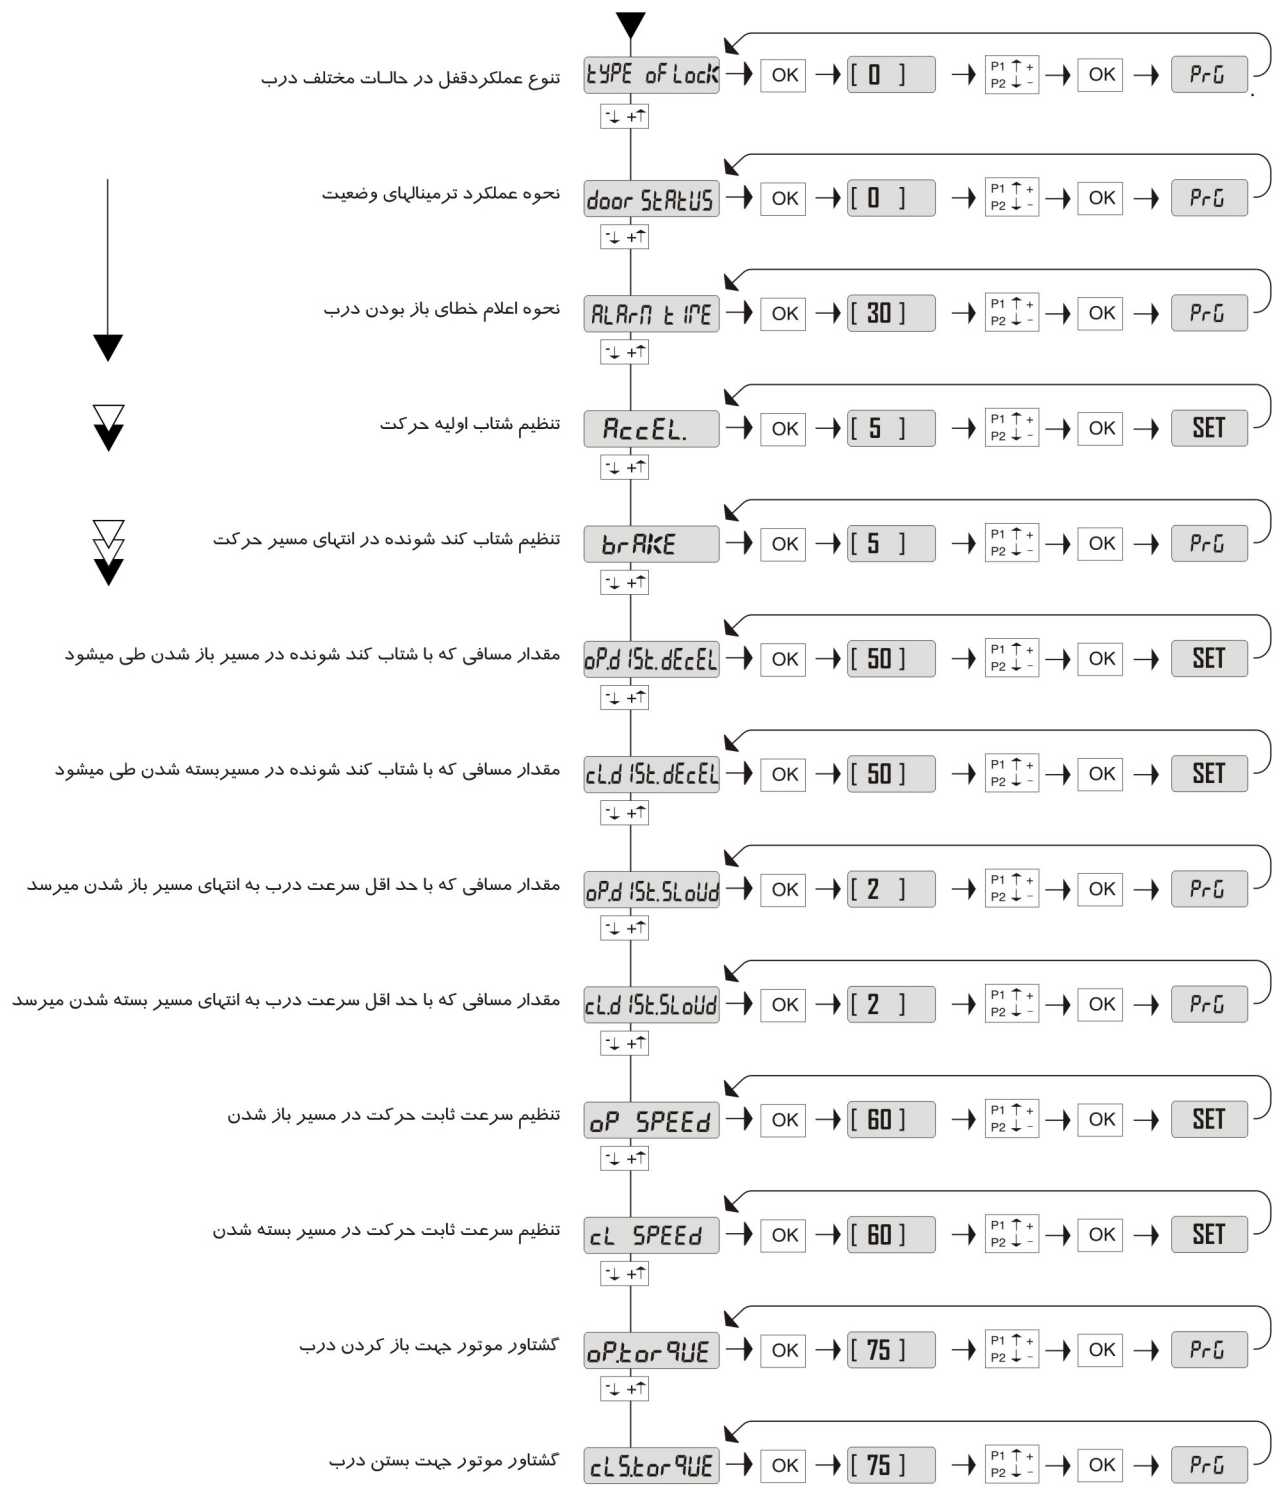 تنوع عملکردقفل در حالات مختلف درب
tYPE oF Lock OK [ 0 ] P1 ↑ + P2 ↓ - OK PrG
-↓ +↑
نحوه عملکرد ترمینالهای وضعیت
door StAtUS OK [ 0 ] P1 ↑ + P2 ↓ - OK PrG
-↓ +↑
نحوه اعلام خطای باز بودن درب
ALArM tIME OK [ 30 ] P1 ↑ + P2 ↓ - OK PrG
-↓ +↑
تنظیم شتاب اولیه حرکت
AccEL. OK [ 5 ] P1 ↑ + P2 ↓ - OK SET
-↓ +↑
تنظیم شتاب کند شونده در انتهای مسیر حرکت
brAKE OK [ 5 ] P1 ↑ + P2 ↓ - OK PrG
-↓ +↑
مقدار مسافی که با شتاب کند شونده در مسیر باز شدن طی میشود
oP.dISt.dEcEL OK [ 50 ] P1 ↑ + P2 ↓ - OK SET
-↓ +↑
مقدار مسافی که با شتاب کند شونده در مسیربسته شدن طی میشود
cL.dISt.dEcEL OK [ 50 ] P1 ↑ + P2 ↓ - OK SET
-↓ +↑
مقدار مسافی که با حد اقل سرعت درب به انتهای مسیر باز شدن میرسد
oP.dISt.SLoUd OK [ 2 ] P1 ↑ + P2 ↓ - OK PrG
-↓ +↑
مقدار مسافی که با حد اقل سرعت درب به انتهای مسیر بسته شدن میرسد
cL.dISt.SLoUd OK [ 2 ] P1 ↑ + P2 ↓ - OK PrG
-↓ +↑
تنظیم سرعت ثابت حرکت در مسیر باز شدن
oP SPEEd OK [ 60 ] P1 ↑ + P2 ↓ - OK SET
-↓ +↑
تنظیم سرعت ثابت حرکت در مسیر بسته شدن
cL SPEEd OK [ 60 ] P1 ↑ + P2 ↓ - OK SET
-↓ +↑
گشتاور موتور جهت باز کردن درب
oP.torqUE OK [ 75 ] P1 ↑ + P2 ↓ - OK PrG
-↓ +↑
گشتاور موتور جهت بستن درب
cLS.torqUE OK [ 75 ] P1 ↑ + P2 ↓ - OK PrG